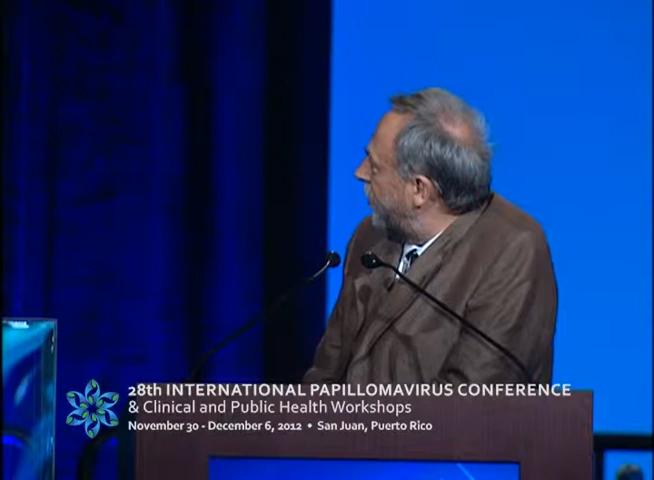 28th INTERNATIONAL PAPILLOMAVIRUS CONFERENCE
& Clinical and Public Health Workshops
November 30 - December 6, 2012 • San Juan, Puerto Rico